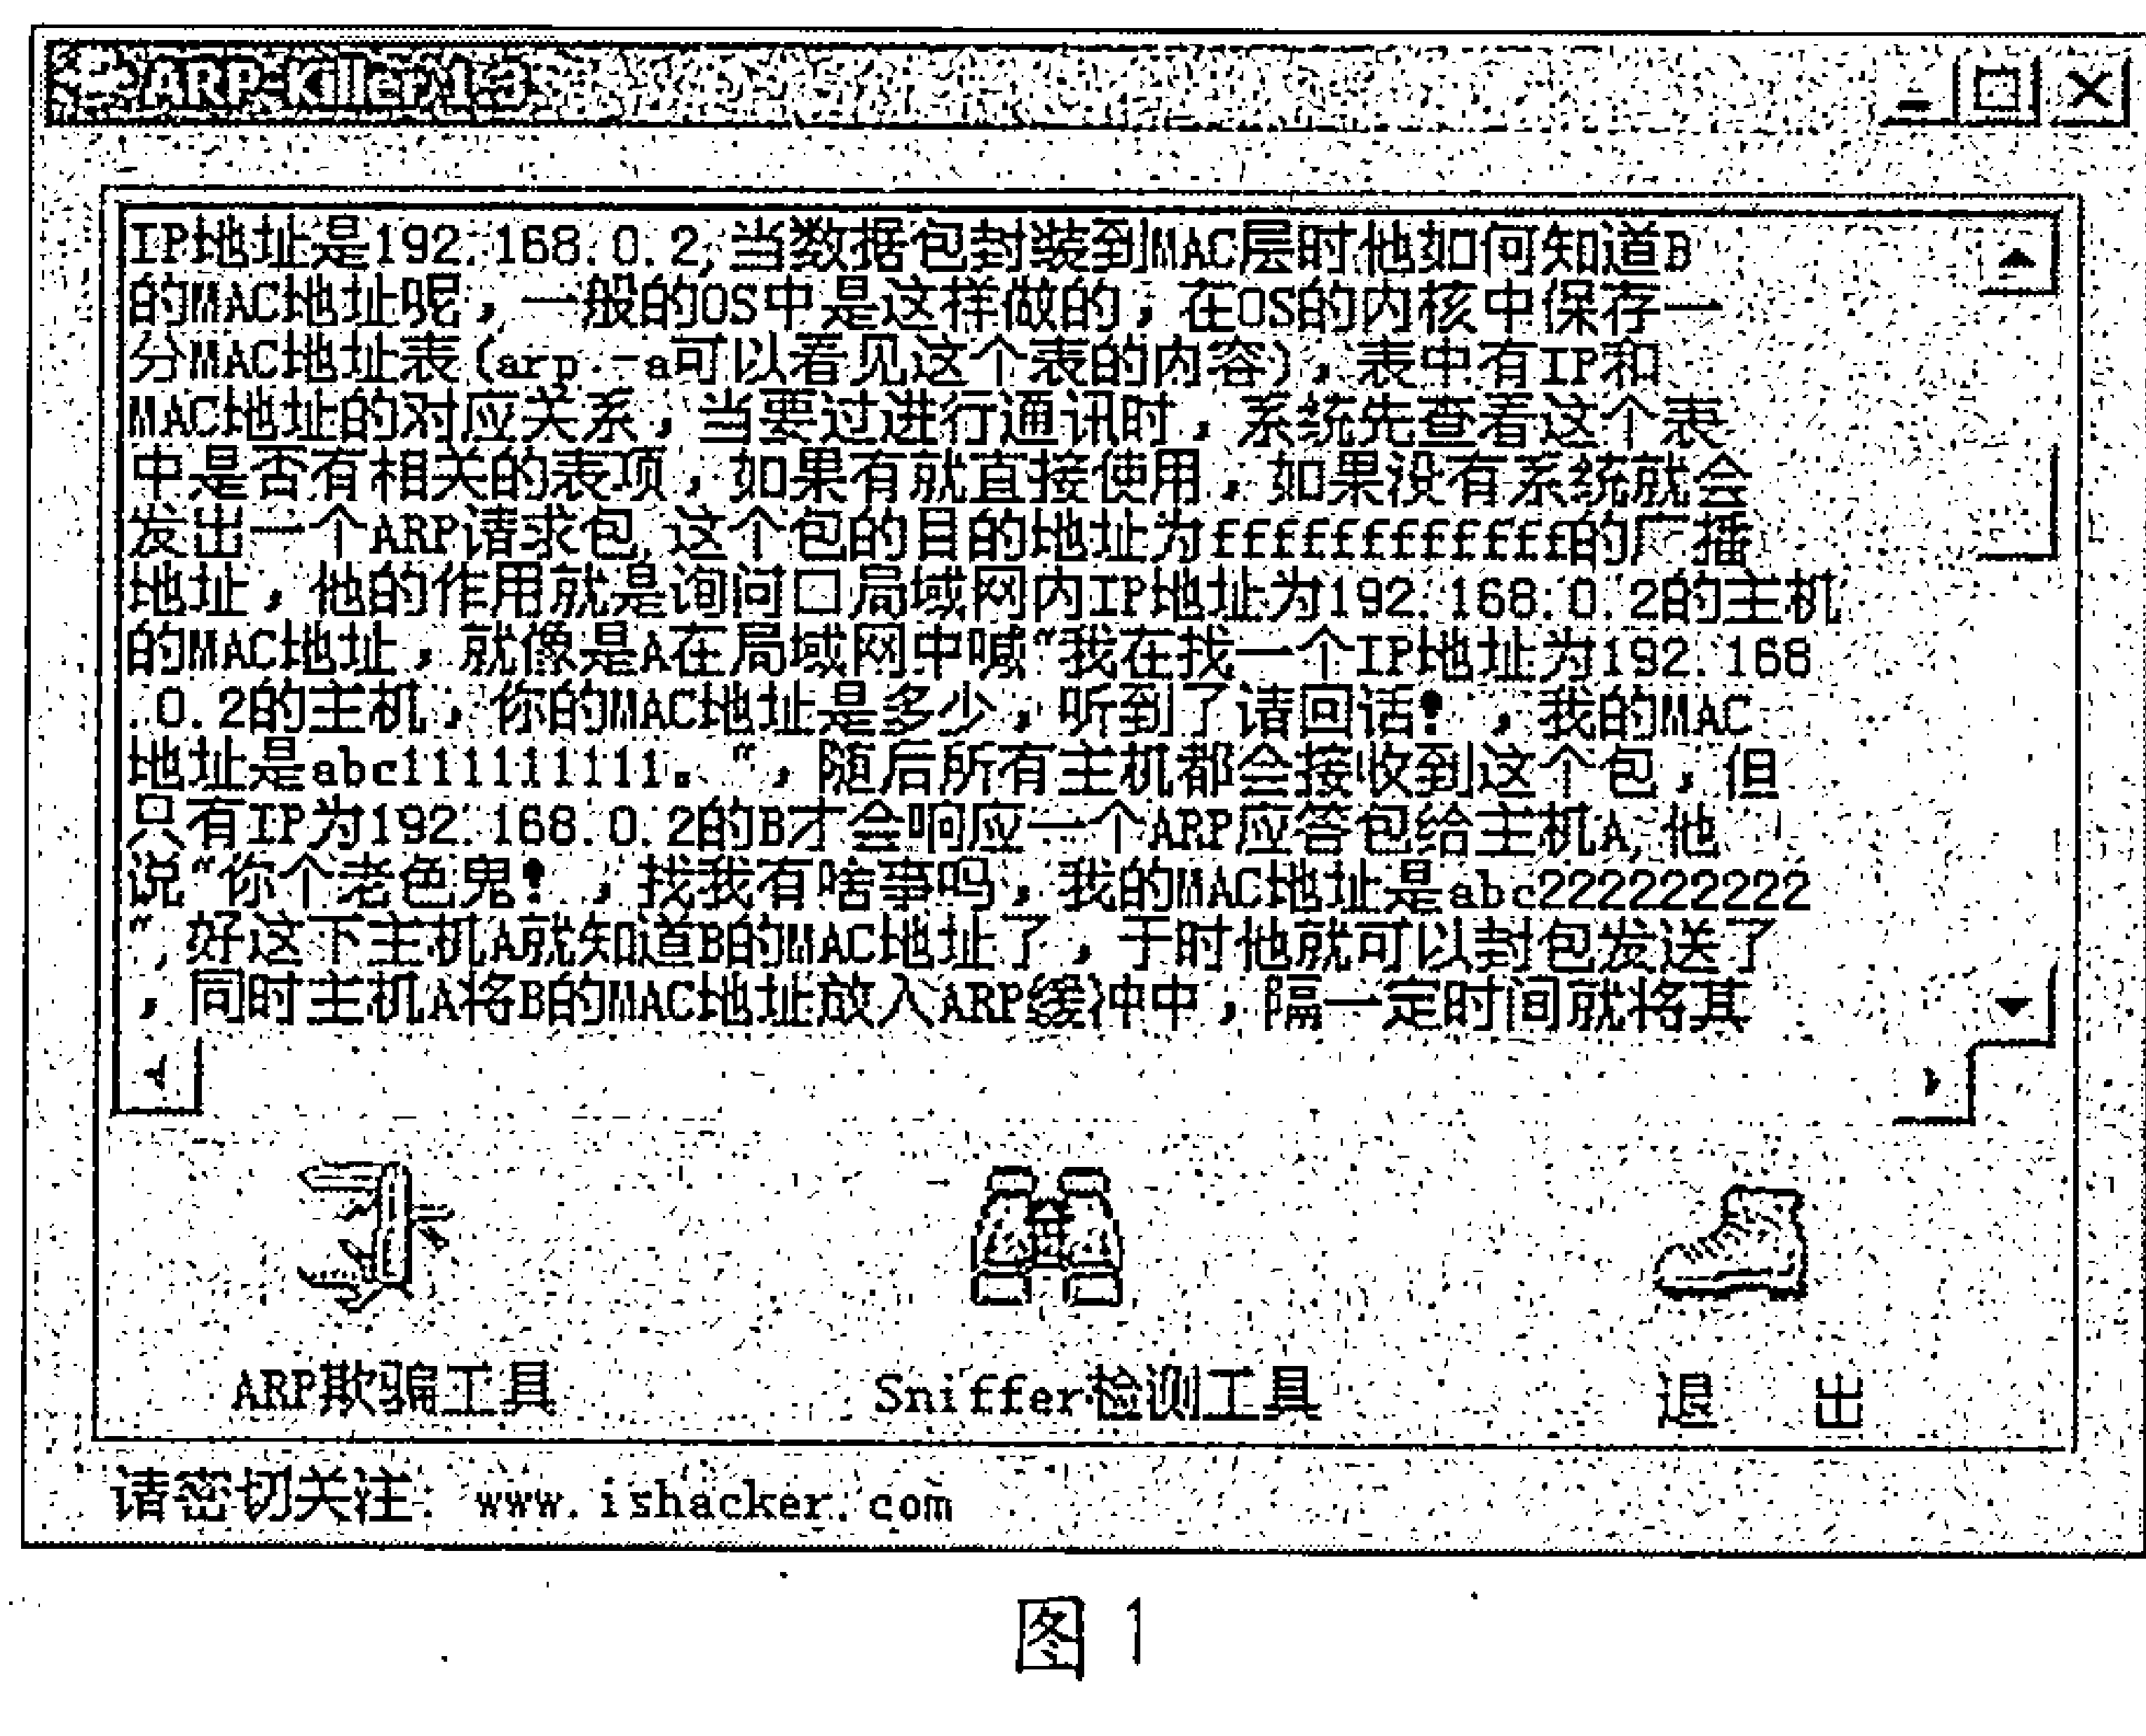 ARP-Killer 1.3
IP地址是192.168.0.2,当数据包封装到MAC层时他如何知道B
的MAC地址呢，一般的OS中是这样做的，在OS的内核中保存一
分MAC地址表(arp -a可以看见这个表的内容)，表中有IP和
MAC地址的对应关系，当要过进行通讯时，系统先查看这个表
中是否有相关的表项，如果有就直接使用，如果没有系统就会
发出一个ARP请求包,这个包的目的地址为ffffffffffff的广播
地址，他的作用就是询问口局域网内IP地址为192.168.0.2的主机
的MAC地址，就像是A在局域网中喊“我在找一个IP地址为192.168
.0.2的主机，你的MAC地址是多少，听到了请回话!，我的MAC
地址是abc111111111。”，随后所有主机都会接收到这个包，但
只有IP为192.168.0.2的B才会响应一个ARP应答包给主机A,他
说“你个老色鬼!，找我有啥事吗，我的MAC地址是abc222222222
”,好这下主机A就知道B的MAC地址了，于时他就可以封包发送了
，同时主机A将B的MAC地址放入ARP缓冲中，隔一定时间就将其
ARP欺骗工具 Sniffer检测工具 退 出
请密切关注: www.ishacker.com
图1